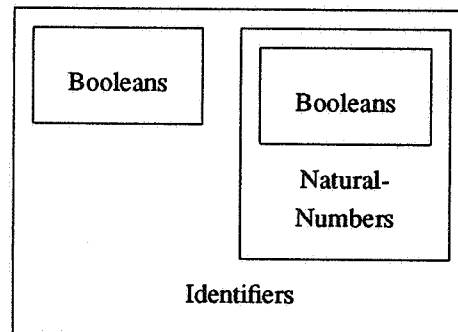 Booleans
Booleans
Natural-
Numbers
Identifiers